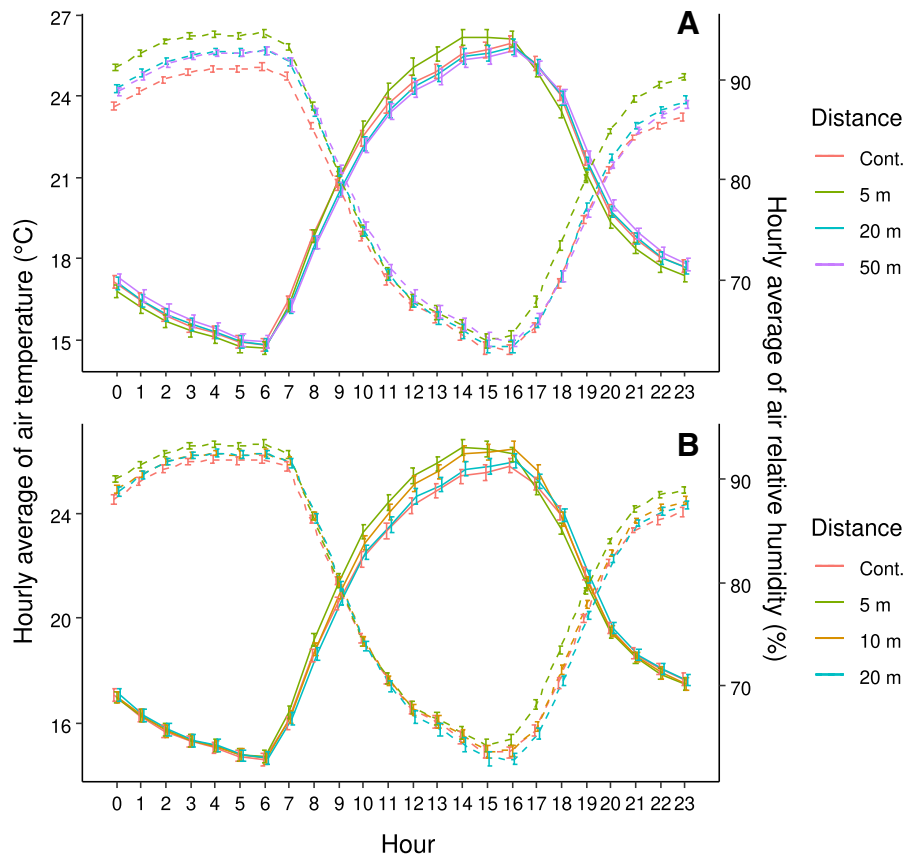 A
27
24
21
18
15
90
80
70
0 1 2 3 4 5 6 7 8 9 10 11 12 13 14 15 16 17 18 19 20 21 22 23
Distance
Cont.
5 m
20 m
50 m
Hourly average of air temperature (°C)
Hourly average of air relative humidity (%)
B
24
20
16
90
80
70
0 1 2 3 4 5 6 7 8 9 10 11 12 13 14 15 16 17 18 19 20 21 22 23
Distance
Cont.
5 m
10 m
20 m
Hour